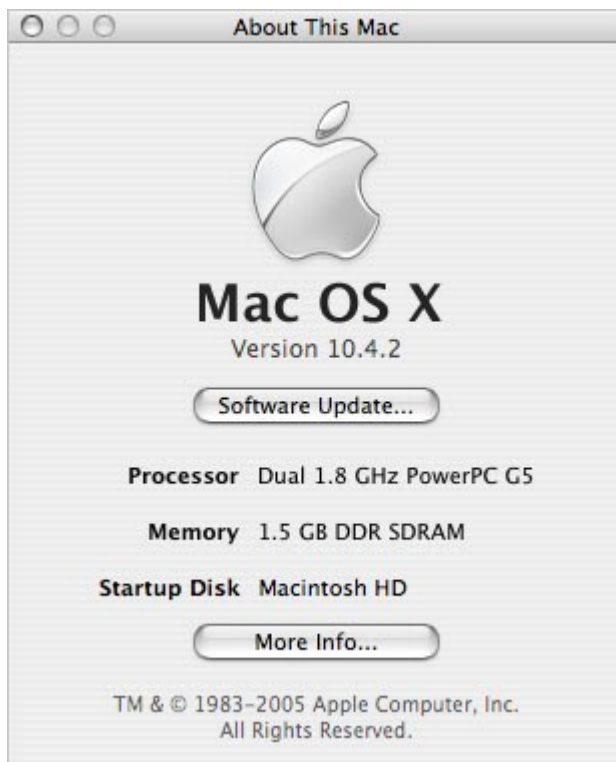 About This Mac
Mac OS X
Version 10.4.2
Software Update...
Processor Dual 1.8 GHz PowerPC G5
Memory 1.5 GB DDR SDRAM
Startup Disk Macintosh HD
More Info...
TM & © 1983–2005 Apple Computer, Inc.
All Rights Reserved.